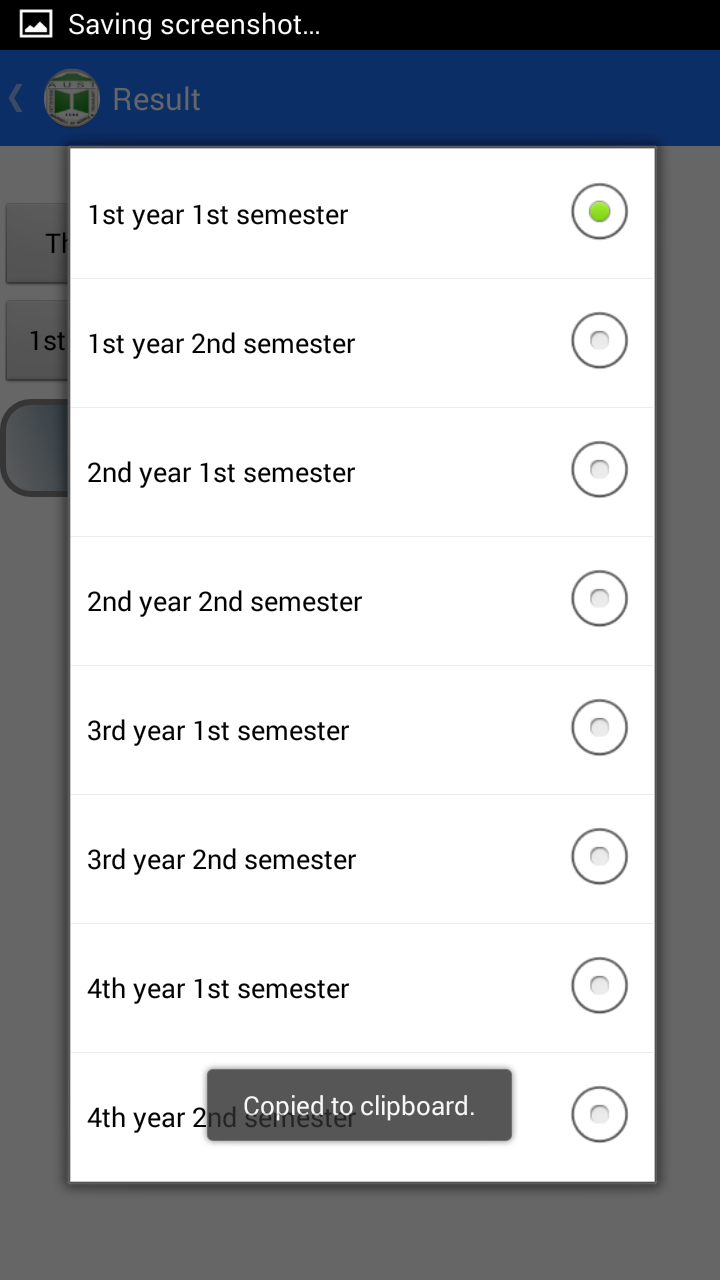 Saving screenshot...
AUST
Result
Th
1st
1st year 1st semester
1st year 2nd semester
2nd year 1st semester
2nd year 2nd semester
3rd year 1st semester
3rd year 2nd semester
4th year 1st semester
4th year 2nd semester
Copied to clipboard.